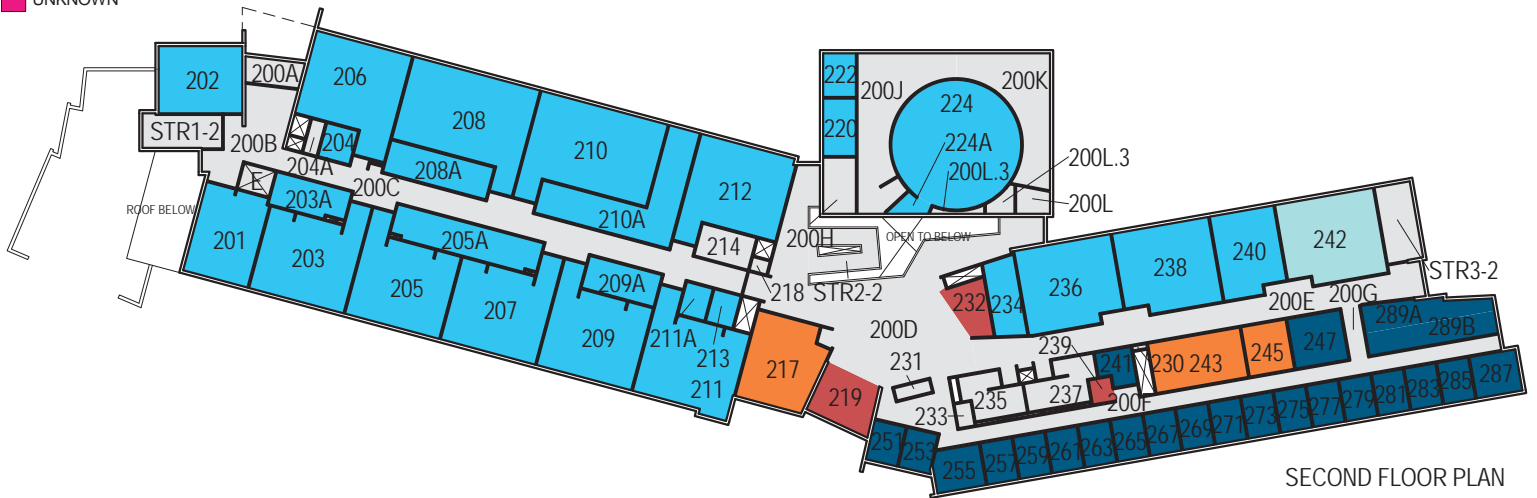 UNKNOWN
202
200A
206
STR1-2
200B
204
204A
208
208A
200C
210
210A
212
214
218
E
203A
ROOF BELOW
201
203
205A
205
207
209A
209
211A
213
211
217
219
222
200J
200K
224
220
224A
200L.3
200L.3
200L
200H
OPEN TO BELOW
STR2-2
200D
232
234
236
238
240
242
STR3-2
200E
200G
289A
289B
231
239
241
230 243
245
247
233
235
237
200F
251
253
255
257
259
261
263
265
267
269
271
273
275
277
279
281
283
285
287
SECOND FLOOR PLAN